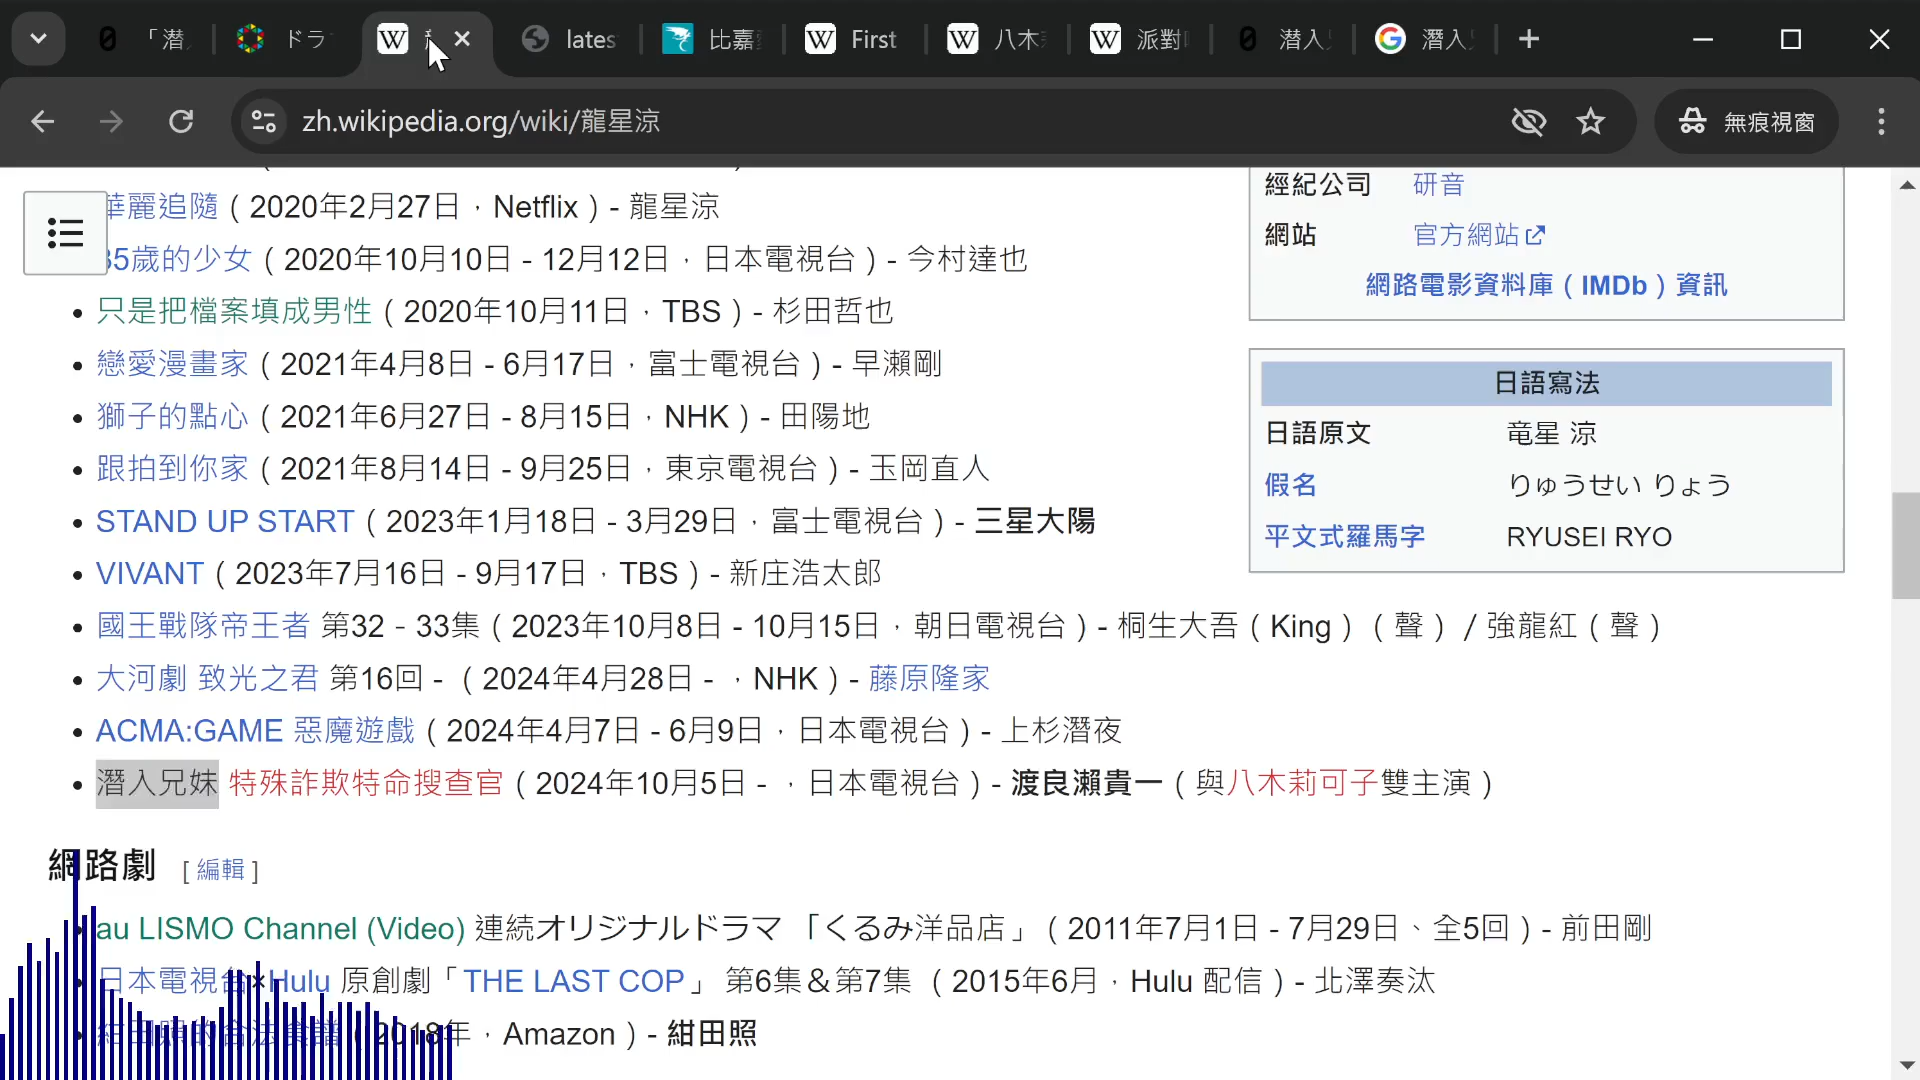 「潜
ドラ
lates
比嘉
First
八木
派對
潜入
潛入
zh.wikipedia.org/wiki/龍星涼
無痕視窗
華麗追隨（2020年2月27日，Netflix）- 龍星涼
35歲的少女（2020年10月10日 - 12月12日，日本電視台）- 今村達也
只是把檔案填成男性（2020年10月11日，TBS）- 杉田哲也
戀愛漫畫家（2021年4月8日 - 6月17日，富士電視台）- 早瀨剛
獅子的點心（2021年6月27日 - 8月15日，NHK）- 田陽地
跟拍到你家（2021年8月14日 - 9月25日，東京電視台）- 玉岡直人
STAND UP START（2023年1月18日 - 3月29日，富士電視台）- 三星大陽
VIVANT（2023年7月16日 - 9月17日，TBS）- 新庄浩太郎
國王戰隊帝王者 第32 - 33集（2023年10月8日 - 10月15日，朝日電視台）- 桐生大吾（King）（聲）/ 強龍紅（聲）
大河劇 致光之君 第16回 - （2024年4月28日 - ，NHK）- 藤原隆家
ACMA:GAME 惡魔遊戲（2024年4月7日 - 6月9日，日本電視台）- 上杉潛夜
潛入兄妹 特殊詐欺特命搜查官（2024年10月5日 - ，日本電視台）- 渡良瀨貴一（與八木莉可子雙主演）
網路劇 [編輯]
au LISMO Channel (Video) 連続オリジナルドラマ 「くるみ洋品店」（2011年7月1日 - 7月29日、全5回）- 前田剛
日本電視台×Hulu 原創劇「THE LAST COP」 第6集＆第7集 （2015年6月，Hulu 配信）- 北澤奏汰
紺田照的合法食譜（2018年，Amazon）- 紺田照
經紀公司 研音
網站 官方網站
網路電影資料庫（IMDb）資訊
日語寫法
日語原文 竜星 涼
假名 りゅうせい りょう
平文式羅馬字 RYUSEI RYO